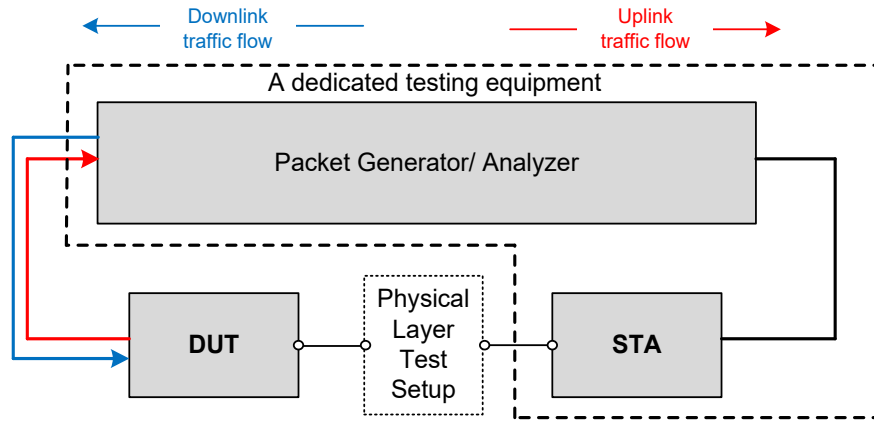 Downlink
traffic flow
Uplink
traffic flow
A dedicated testing equipment
Packet Generator/ Analyzer
DUT
Physical
Layer
Test
Setup
STA